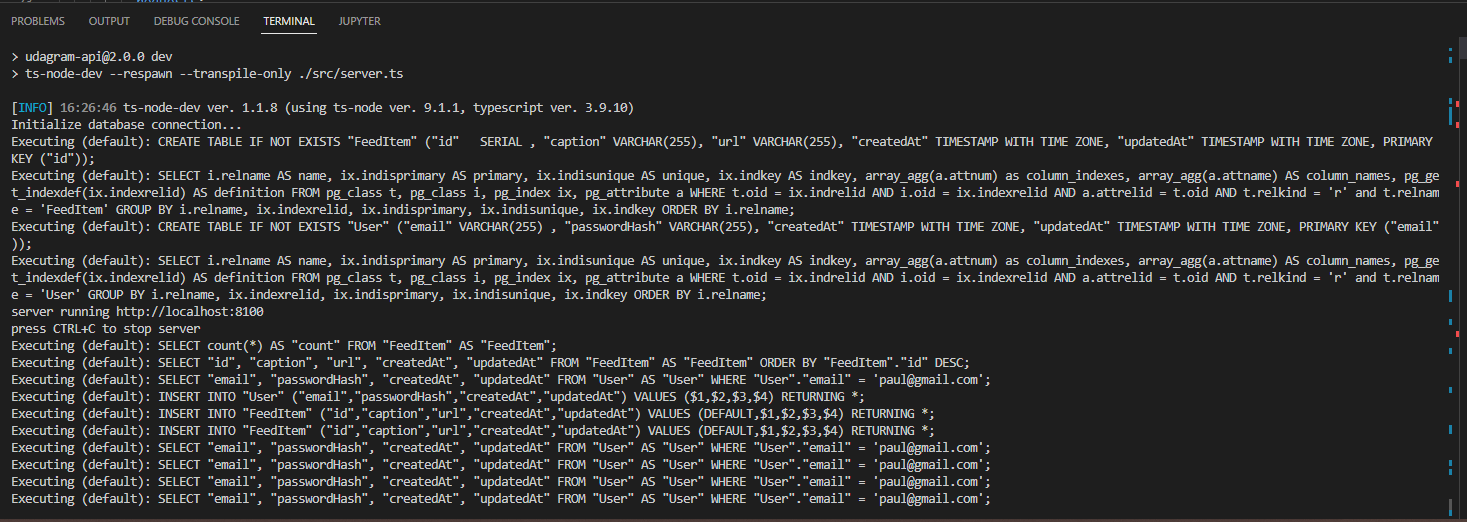 PROBLEMS OUTPUT DEBUG CONSOLE TERMINAL JUPYTER
> udagram-api@2.0.0 dev
> ts-node-dev --respawn --transpile-only ./src/server.ts
[INFO] 16:26:46 ts-node-dev ver. 1.1.8 (using ts-node ver. 9.1.1, typescript ver. 3.9.10)
Initialize database connection...
Executing (default): CREATE TABLE IF NOT EXISTS "FeedItem" ("id"   SERIAL , "caption" VARCHAR(255), "url" VARCHAR(255), "createdAt" TIMESTAMP WITH TIME ZONE, "updatedAt" TIMESTAMP WITH TIME ZONE, PRIMARY
KEY ("id"));
Executing (default): SELECT i.relname AS name, ix.indisprimary AS primary, ix.indisunique AS unique, ix.indkey AS indkey, array_agg(a.attnum) as column_indexes, array_agg(a.attname) AS column_names, pg_ge
t_indexdef(ix.indexrelid) AS definition FROM pg_class t, pg_class i, pg_index ix, pg_attribute a WHERE t.oid = ix.indrelid AND i.oid = ix.indexrelid AND a.attrelid = t.oid AND t.relkind = 'r' and t.relnam
e = 'FeedItem' GROUP BY i.relname, ix.indexrelid, ix.indisprimary, ix.indisunique, ix.indkey ORDER BY i.relname;
Executing (default): CREATE TABLE IF NOT EXISTS "User" ("email" VARCHAR(255) , "passwordHash" VARCHAR(255), "createdAt" TIMESTAMP WITH TIME ZONE, "updatedAt" TIMESTAMP WITH TIME ZONE, PRIMARY KEY ("email"
));
Executing (default): SELECT i.relname AS name, ix.indisprimary AS primary, ix.indisunique AS unique, ix.indkey AS indkey, array_agg(a.attnum) as column_indexes, array_agg(a.attname) AS column_names, pg_ge
t_indexdef(ix.indexrelid) AS definition FROM pg_class t, pg_class i, pg_index ix, pg_attribute a WHERE t.oid = ix.indrelid AND i.oid = ix.indexrelid AND a.attrelid = t.oid AND t.relkind = 'r' and t.relnam
e = 'User' GROUP BY i.relname, ix.indexrelid, ix.indisprimary, ix.indisunique, ix.indkey ORDER BY i.relname;
server running http://localhost:8100
press CTRL+C to stop server
Executing (default): SELECT count(*) AS "count" FROM "FeedItem" AS "FeedItem";
Executing (default): SELECT "id", "caption", "url", "createdAt", "updatedAt" FROM "FeedItem" AS "FeedItem" ORDER BY "FeedItem"."id" DESC;
Executing (default): SELECT "email", "passwordHash", "createdAt", "updatedAt" FROM "User" AS "User" WHERE "User"."email" = 'paul@gmail.com';
Executing (default): INSERT INTO "User" ("email","passwordHash","createdAt","updatedAt") VALUES ($1,$2,$3,$4) RETURNING *;
Executing (default): INSERT INTO "FeedItem" ("id","caption","url","createdAt","updatedAt") VALUES (DEFAULT,$1,$2,$3,$4) RETURNING *;
Executing (default): INSERT INTO "FeedItem" ("id","caption","url","createdAt","updatedAt") VALUES (DEFAULT,$1,$2,$3,$4) RETURNING *;
Executing (default): SELECT "email", "passwordHash", "createdAt", "updatedAt" FROM "User" AS "User" WHERE "User"."email" = 'paul@gmail.com';
Executing (default): SELECT "email", "passwordHash", "createdAt", "updatedAt" FROM "User" AS "User" WHERE "User"."email" = 'paul@gmail.com';
Executing (default): SELECT "email", "passwordHash", "createdAt", "updatedAt" FROM "User" AS "User" WHERE "User"."email" = 'paul@gmail.com';
Executing (default): SELECT "email", "passwordHash", "createdAt", "updatedAt" FROM "User" AS "User" WHERE "User"."email" = 'paul@gmail.com';